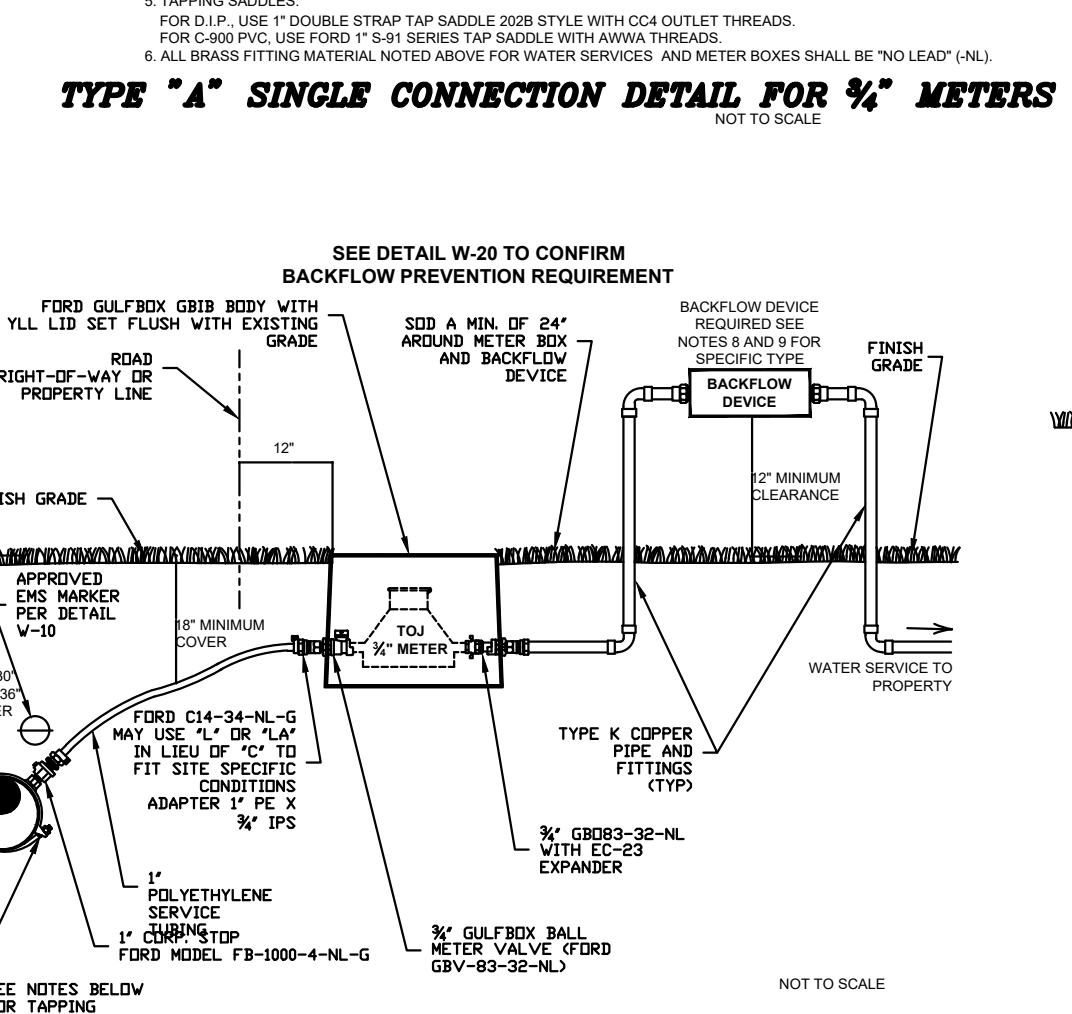 5. TAPPING SADDLES:
FOR D.I.P., USE 1" DOUBLE STRAP TAP SADDLE 202B STYLE WITH CC4 OUTLET THREADS.
FOR C-900 PVC, USE FORD 1" S-91 SERIES TAP SADDLE WITH AWWA THREADS.
6. ALL BRASS FITTING MATERIAL NOTED ABOVE FOR WATER SERVICES AND METER BOXES SHALL BE "NO LEAD" (-NL).
TYPE "A" SINGLE CONNECTION DETAIL FOR ¾" METERS
NOT TO SCALE
SEE DETAIL W-20 TO CONFIRM
BACKFLOW PREVENTION REQUIREMENT
FORD GULFBOX GBIB BODY WITH
YLL LID SET FLUSH WITH EXISTING
GRADE
ROAD
RIGHT-OF-WAY OR
PROPERTY LINE
SOD A MIN. OF 24"
AROUND METER BOX
AND BACKFLOW
DEVICE
BACKFLOW DEVICE
REQUIRED SEE
NOTES 8 AND 9 FOR
SPECIFIC TYPE
BACKFLOW
DEVICE
FINISH
GRADE
12"
12" MINIMUM
CLEARANCE
ISH GRADE
APPROVED
EMS MARKER
PER DETAIL
W-10
18" MINIMUM
COVER
TOJ
¾" METER
30"
36"
ER
WATER SERVICE TO
PROPERTY
FORD C14-34-NL-G
MAY USE "L" OR "LA"
IN LIEU OF "C" TO
FIT SITE SPECIFIC
CONDITIONS
ADAPTER 1" PE X
¾" IPS
TYPE K COPPER
PIPE AND
FITTINGS
(TYP)
¾" GBO83-32-NL
WITH EC-23
EXPANDER
1"
POLYETHYLENE
SERVICE
TUBING
1" CORP. STOP
FORD MODEL FB-1000-4-NL-G
¾" GULFBOX BALL
METER VALVE (FORD
GBV-83-32-NL)
EE NOTES BELOW
OR TAPPING
NOT TO SCALE